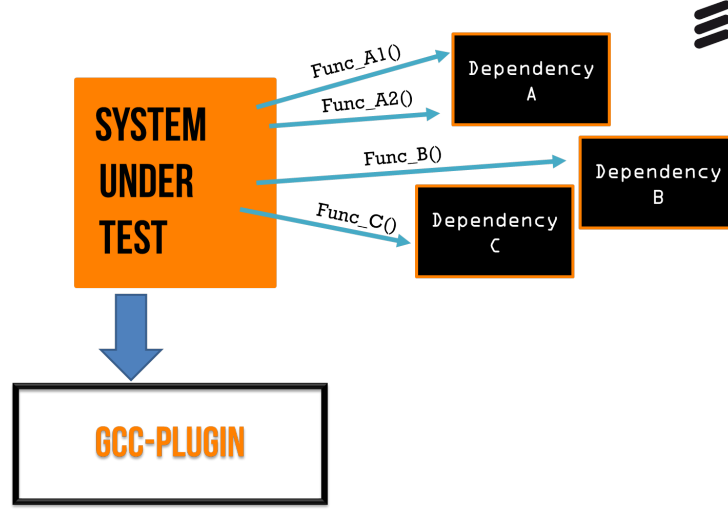 Func_A1()
Func_A2()
Func_B()
Func_C()
SYSTEM
UNDER
TEST
Dependency
A
Dependency
B
Dependency
C
GCC-PLUGIN